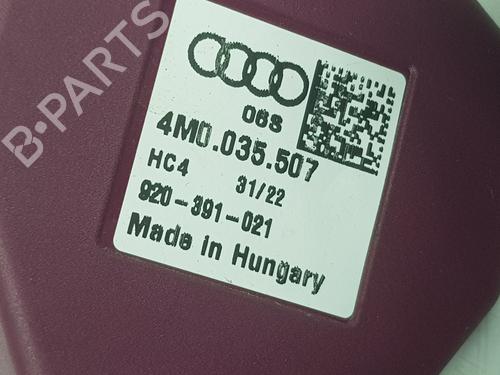 B-PARTS
06S
4M0.035.507
HC4 31/22
920-391-021
Made in Hungary